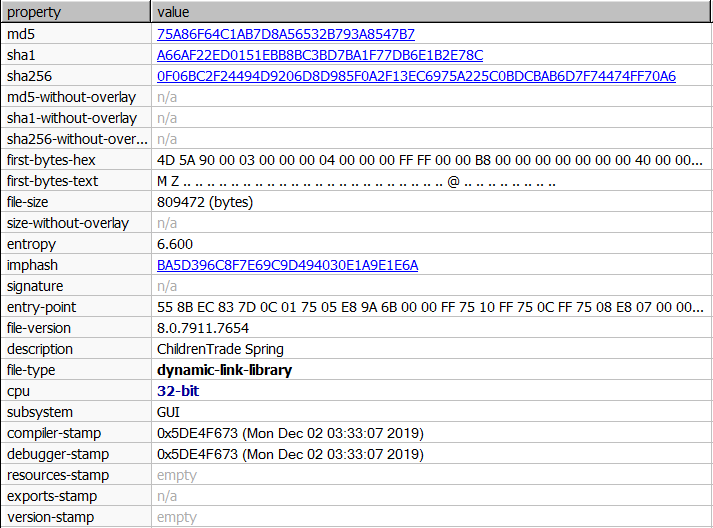 property value
md5 75A86F64C1AB7D8A56532B793A8547B7
sha1 A66AF22ED0151EBB8BC3BD7BA1F77DB6E1B2E78C
sha256 0F06BC2F24494D9206D8D985F0A2F13EC6975A225C0BDCBAB6D7F74474FF70A6
md5-without-overlay n/a
sha1-without-overlay n/a
sha256-without-over... n/a
first-bytes-hex 4D 5A 90 00 03 00 00 00 04 00 00 00 FF FF 00 00 B8 00 00 00 00 00 00 00 40 00 00...
first-bytes-text M Z .. .. .. .. .. .. .. .. .. .. .. .. .. .. .. .. .. .. .. .. .. .. @ .. .. .. .. .. .. .. ..
file-size 809472 (bytes)
size-without-overlay n/a
entropy 6.600
imphash BA5D396C8F7E69C9D494030E1A9E1E6A
signature n/a
entry-point 55 8B EC 83 7D 0C 01 75 05 E8 9A 6B 00 00 FF 75 10 FF 75 0C FF 75 08 E8 07 00 00...
file-version 8.0.7911.7654
description ChildrenTrade Spring
file-type dynamic-link-library
cpu 32-bit
subsystem GUI
compiler-stamp 0x5DE4F673 (Mon Dec 02 03:33:07 2019)
debugger-stamp 0x5DE4F673 (Mon Dec 02 03:33:07 2019)
resources-stamp empty
exports-stamp n/a
version-stamp empty